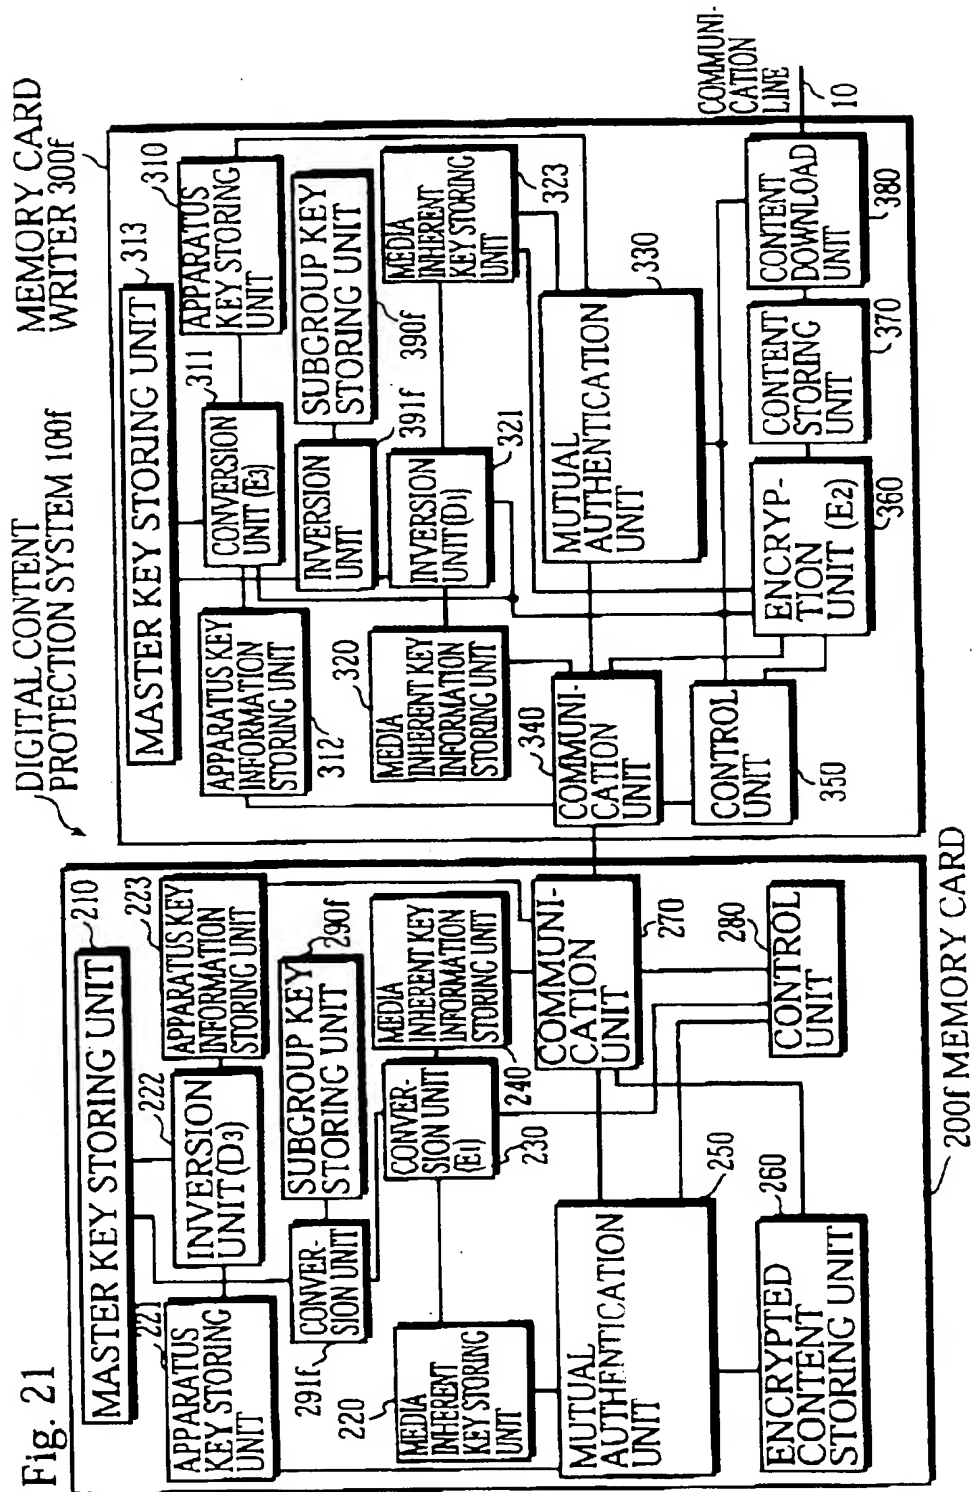 Fig. 21
DIGITAL CONTENT
PROTECTION SYSTEM 100f
MEMORY CARD
WRITER 300f
MASTER KEY STORING UNIT
210
APPARATUS
KEY STORING
UNIT
221
INVERSION
UNIT(D3)
222
APPARATUS KEY
INFORMATION
STORING UNIT
223
CONVER-
SION UNIT
291f
SUBGROUP KEY
STORING UNIT
290f
MEDIA
INHERENT
KEY STORING
UNIT
220
CONVER-
SION UNIT
(E1)
230
MEDIA
INHERENT KEY
INFORMATION
STORING UNIT
240
MUTUAL
AUTHENTICATION
UNIT
250
COMMUNI-
CATION
UNIT
270
ENCRYPTED
CONTENT
STORING UNIT
260
CONTROL
UNIT
280
200f MEMORY CARD
MASTER KEY STORING UNIT
313
APPARATUS KEY
INFORMATION
STORING UNIT
312
CONVERSION
UNIT (E3)
311
APPARATUS
KEY STORING
UNIT
310
INVERSION
UNIT
391f
SUBGROUP KEY
STORING UNIT
390f
MEDIA
INHERENT KEY
INFORMATION
STORING UNIT
320
INVERSION
UNIT(D1)
321
MEDIA
INHERENT
KEY STORING
UNIT
323
COMMUNI-
CATION
UNIT
340
MUTUAL
AUTHENTICATION
UNIT
330
CONTROL
UNIT
350
ENCRYP-
TION
UNIT (E2)
360
CONTENT
STORING
UNIT
370
CONTENT
DOWNLOAD
UNIT
380
COMMUNI-
CATION
LINE
10